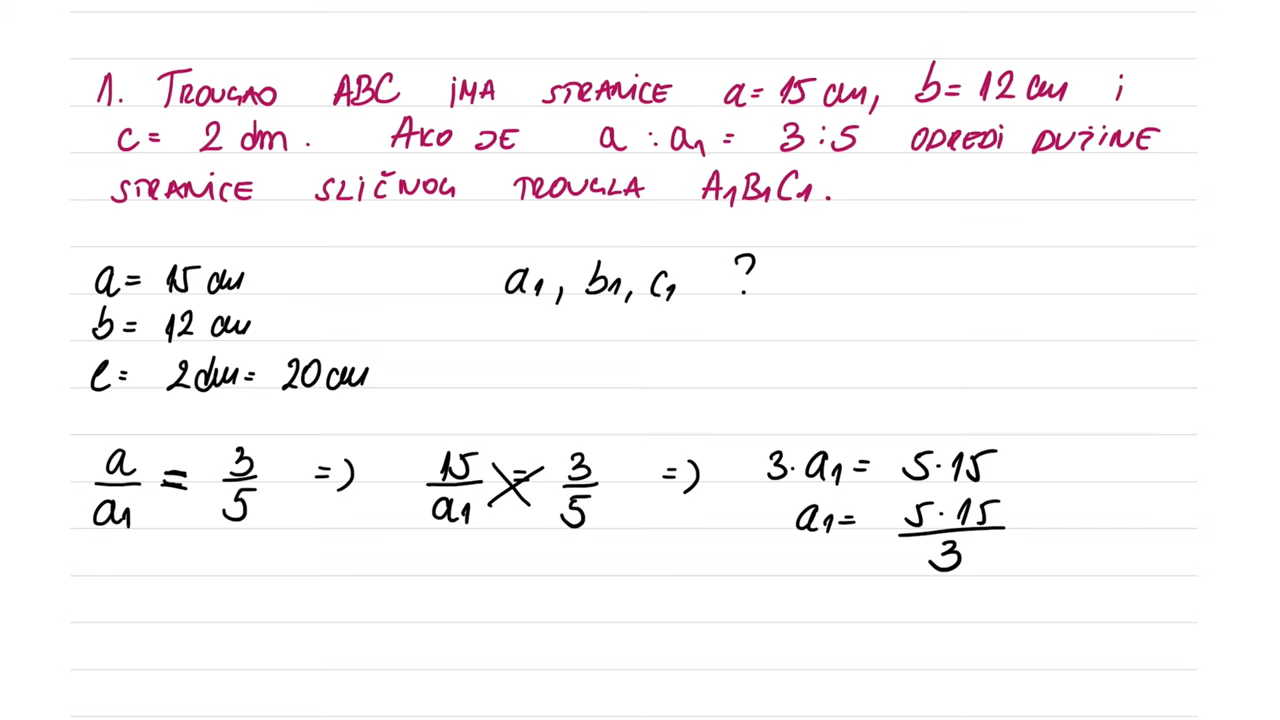 1. TROUGAO ABC IMA STRANICE a = 15 cm, b = 12 cm i
c = 2 dm. AKO JE a : a₁ = 3 : 5 ODREDI DUŽINE
STRANICE SLIČNOG TROUGLA A₁B₁C₁.
a = 15 cm a₁, b₁, c₁ ?
b = 12 cm
c = 2 dm = 20 cm
a/a₁ = 3/5 => 15/a₁ = 3/5 => 3·a₁ = 5·15
a₁ = 5·15/3